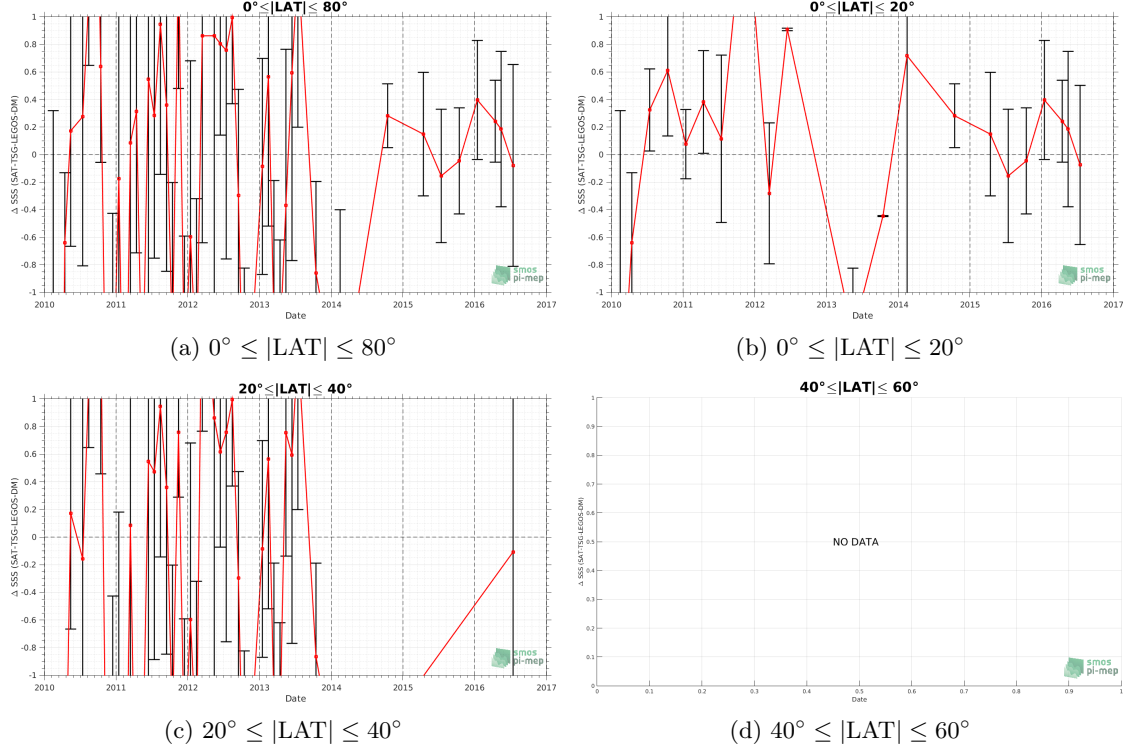 0°≤|LAT|≤ 80°
Δ SSS (SAT-TSG-LEGOS-DM)
1
0.8
0.6
0.4
0.2
0
-0.2
-0.4
-0.6
-0.8
-1
2010 2011 2012 2013 2014 2015 2016 2017
Date
smos
pi-mep
(a) 0° ≤ |LAT| ≤ 80°
0°≤|LAT|≤ 20°
Δ SSS (SAT-TSG-LEGOS-DM)
1
0.8
0.6
0.4
0.2
0
-0.2
-0.4
-0.6
-0.8
-1
2010 2011 2012 2013 2014 2015 2016 2017
Date
smos
pi-mep
(b) 0° ≤ |LAT| ≤ 20°
20°≤|LAT|≤ 40°
Δ SSS (SAT-TSG-LEGOS-DM)
1
0.8
0.6
0.4
0.2
0
-0.2
-0.4
-0.6
-0.8
-1
2010 2011 2012 2013 2014 2015 2016 2017
Date
smos
pi-mep
(c) 20° ≤ |LAT| ≤ 40°
40°≤|LAT|≤ 60°
Δ SSS (SAT-TSG-LEGOS-DM)
1
0.9
0.8
0.7
0.6
0.5
0.4
0.3
0.2
0.1
0
NO DATA
0 0.1 0.2 0.3 0.4 0.5 0.6 0.7 0.8 0.9 1
Date
smos
pi-mep
(d) 40° ≤ |LAT| ≤ 60°